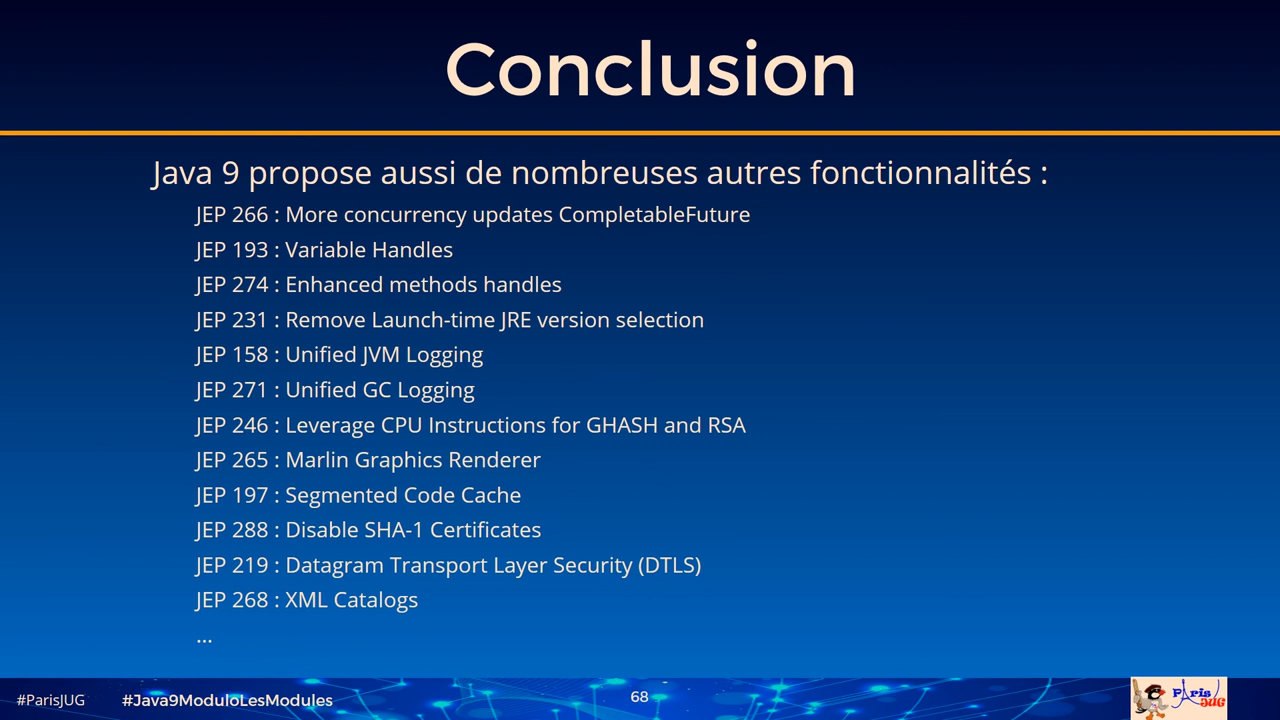 Conclusion
Java 9 propose aussi de nombreuses autres fonctionnalités :
JEP 266 : More concurrency updates CompletableFuture
JEP 193 : Variable Handles
JEP 274 : Enhanced methods handles
JEP 231 : Remove Launch-time JRE version selection
JEP 158 : Unified JVM Logging
JEP 271 : Unified GC Logging
JEP 246 : Leverage CPU Instructions for GHASH and RSA
JEP 265 : Marlin Graphics Renderer
JEP 197 : Segmented Code Cache
JEP 288 : Disable SHA-1 Certificates
JEP 219 : Datagram Transport Layer Security (DTLS)
JEP 268 : XML Catalogs
...
#ParisJUG #Java9ModuloLesModules 68 Paris JUG